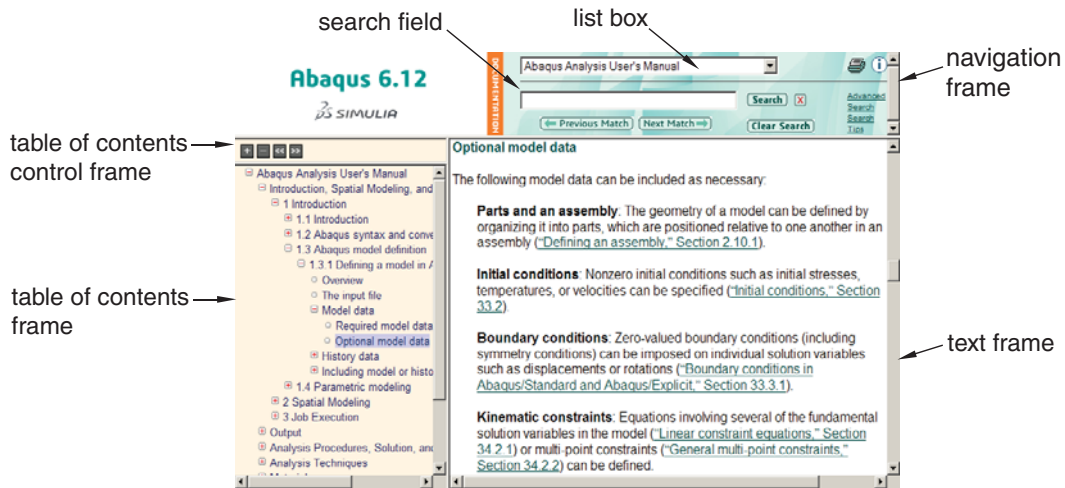 search field
list box
navigation
frame
table of contents
control frame
table of contents
frame
text frame
Abaqus 6.12
SIMULIA
DOCUMENTATION
Abaqus Analysis User's Manual
Search
Previous Match
Next Match
Clear Search
Advanced
Search
Search
Tips
Abaqus Analysis User's Manual
Introduction, Spatial Modeling, and
1 Introduction
1.1 Introduction
1.2 Abaqus syntax and conve
1.3 Abaqus model definition
1.3.1 Defining a model in A
Overview
The input file
Model data
Required model data
Optional model data
History data
Including model or histo
1.4 Parametric modeling
2 Spatial Modeling
3 Job Execution
Output
Analysis Procedures, Solution, and
Analysis Techniques
Optional model data
The following model data can be included as necessary:
Parts and an assembly: The geometry of a model can be defined by
organizing it into parts, which are positioned relative to one another in an
assembly ("Defining an assembly," Section 2.10.1).
Initial conditions: Nonzero initial conditions such as initial stresses,
temperatures, or velocities can be specified ("Initial conditions," Section
33.2).
Boundary conditions: Zero-valued boundary conditions (including
symmetry conditions) can be imposed on individual solution variables
such as displacements or rotations ("Boundary conditions in
Abaqus/Standard and Abaqus/Explicit," Section 33.3.1).
Kinematic constraints: Equations involving several of the fundamental
solution variables in the model ("Linear constraint equations," Section
34.2.1) or multi-point constraints ("General multi-point constraints,"
Section 34.2.2) can be defined.